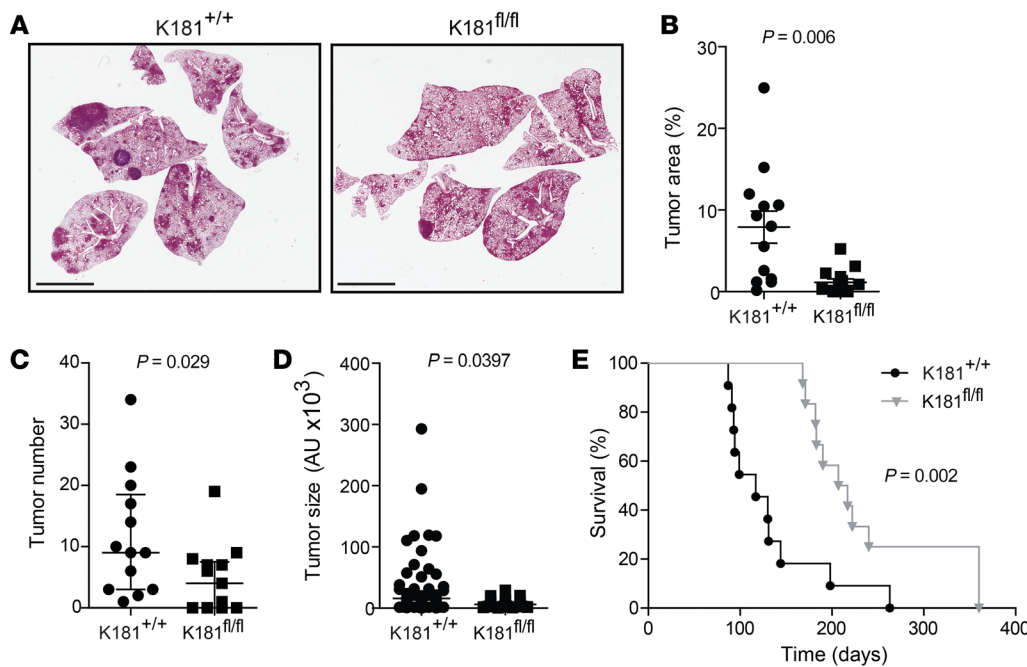 A
K181+/+
K181fl/fl
B
P = 0.006
Tumor area (%)
30
20
10
0
K181+/+
K181fl/fl
C
P = 0.029
Tumor number
40
30
20
10
0
K181+/+
K181fl/fl
D
P = 0.0397
Tumor size (AU x10³)
400
300
200
100
0
K181+/+
K181fl/fl
E
Survival (%)
100
80
60
40
20
0
K181+/+
K181fl/fl
P = 0.002
0 100 200 300 400
Time (days)